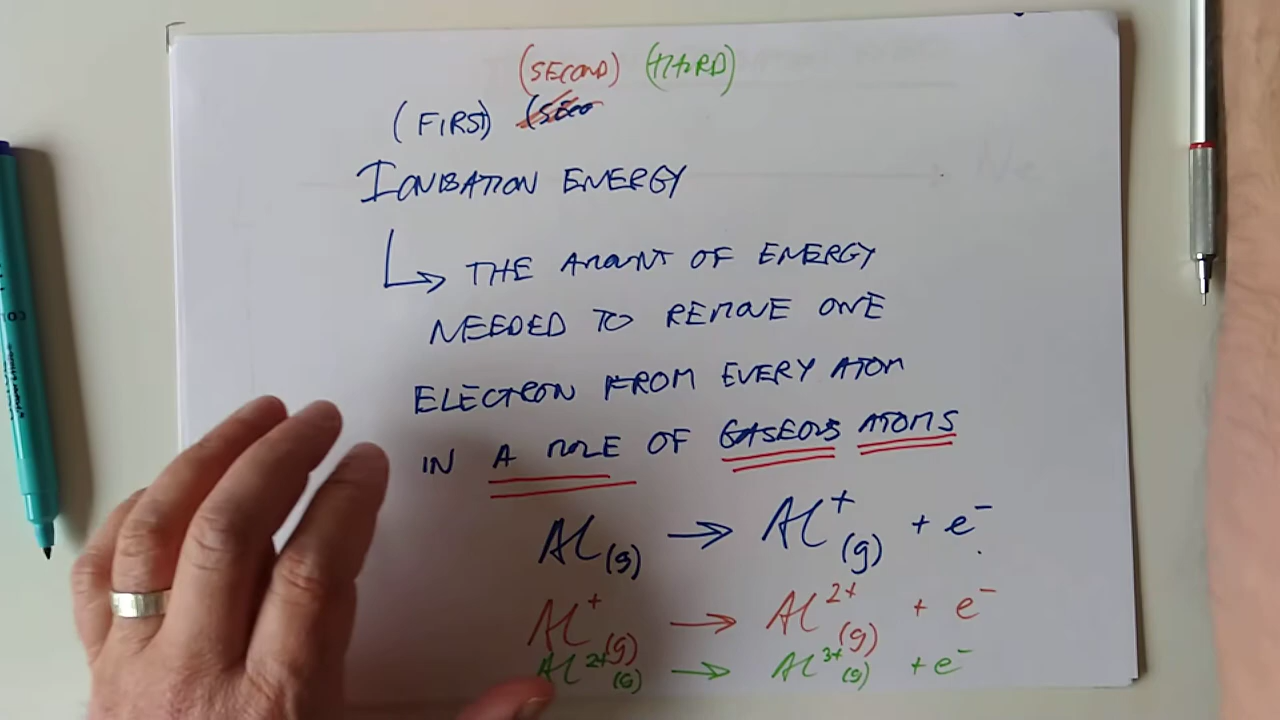 (SECOND) (THIRD)
(FIRST) (SECO
IONISATION ENERGY
↳ THE AMOUNT OF ENERGY
NEEDED TO REMOVE ONE
ELECTRON FROM EVERY ATOM
IN A MOLE OF GASEOUS ATOMS
Al(g) → Al⁺(g) + e⁻
Al⁺(g) → Al²⁺(g) + e⁻
Al²⁺(g) → Al³⁺(g) + e⁻